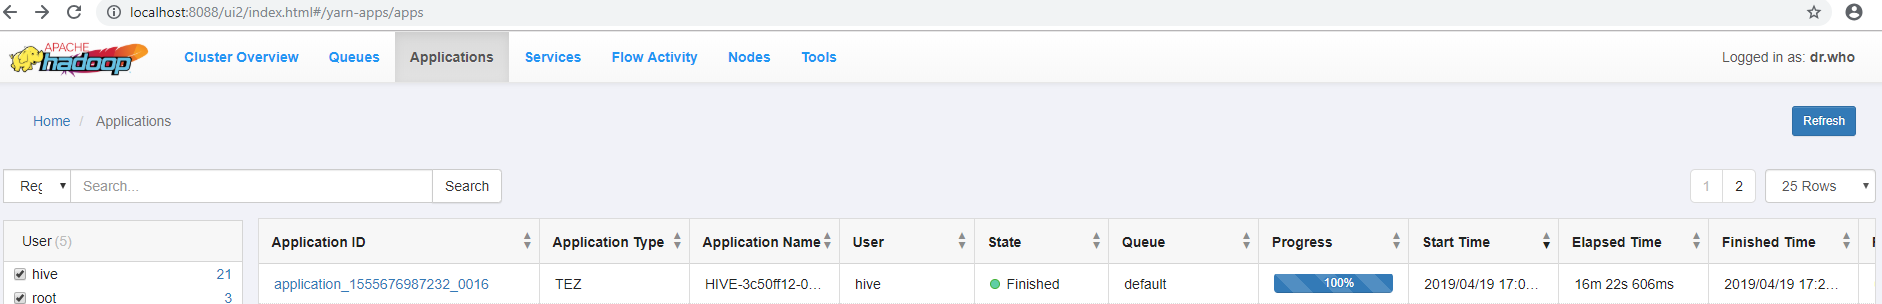 localhost:8088/ui2/index.html#/yarn-apps/apps
APACHE
hadoop
Cluster Overview Queues Applications Services Flow Activity Nodes Tools Logged in as: dr.who
Home / Applications
Refresh
Reg Search... Search 1 2 25 Rows
User (5)
Application ID Application Type Application Name User State Queue Progress Start Time Elapsed Time Finished Time
hive 21
application_1555676987232_0016 TEZ HIVE-3c50ff12-0... hive Finished default 100% 2019/04/19 17:0... 16m 22s 606ms 2019/04/19 17:2...
root 3